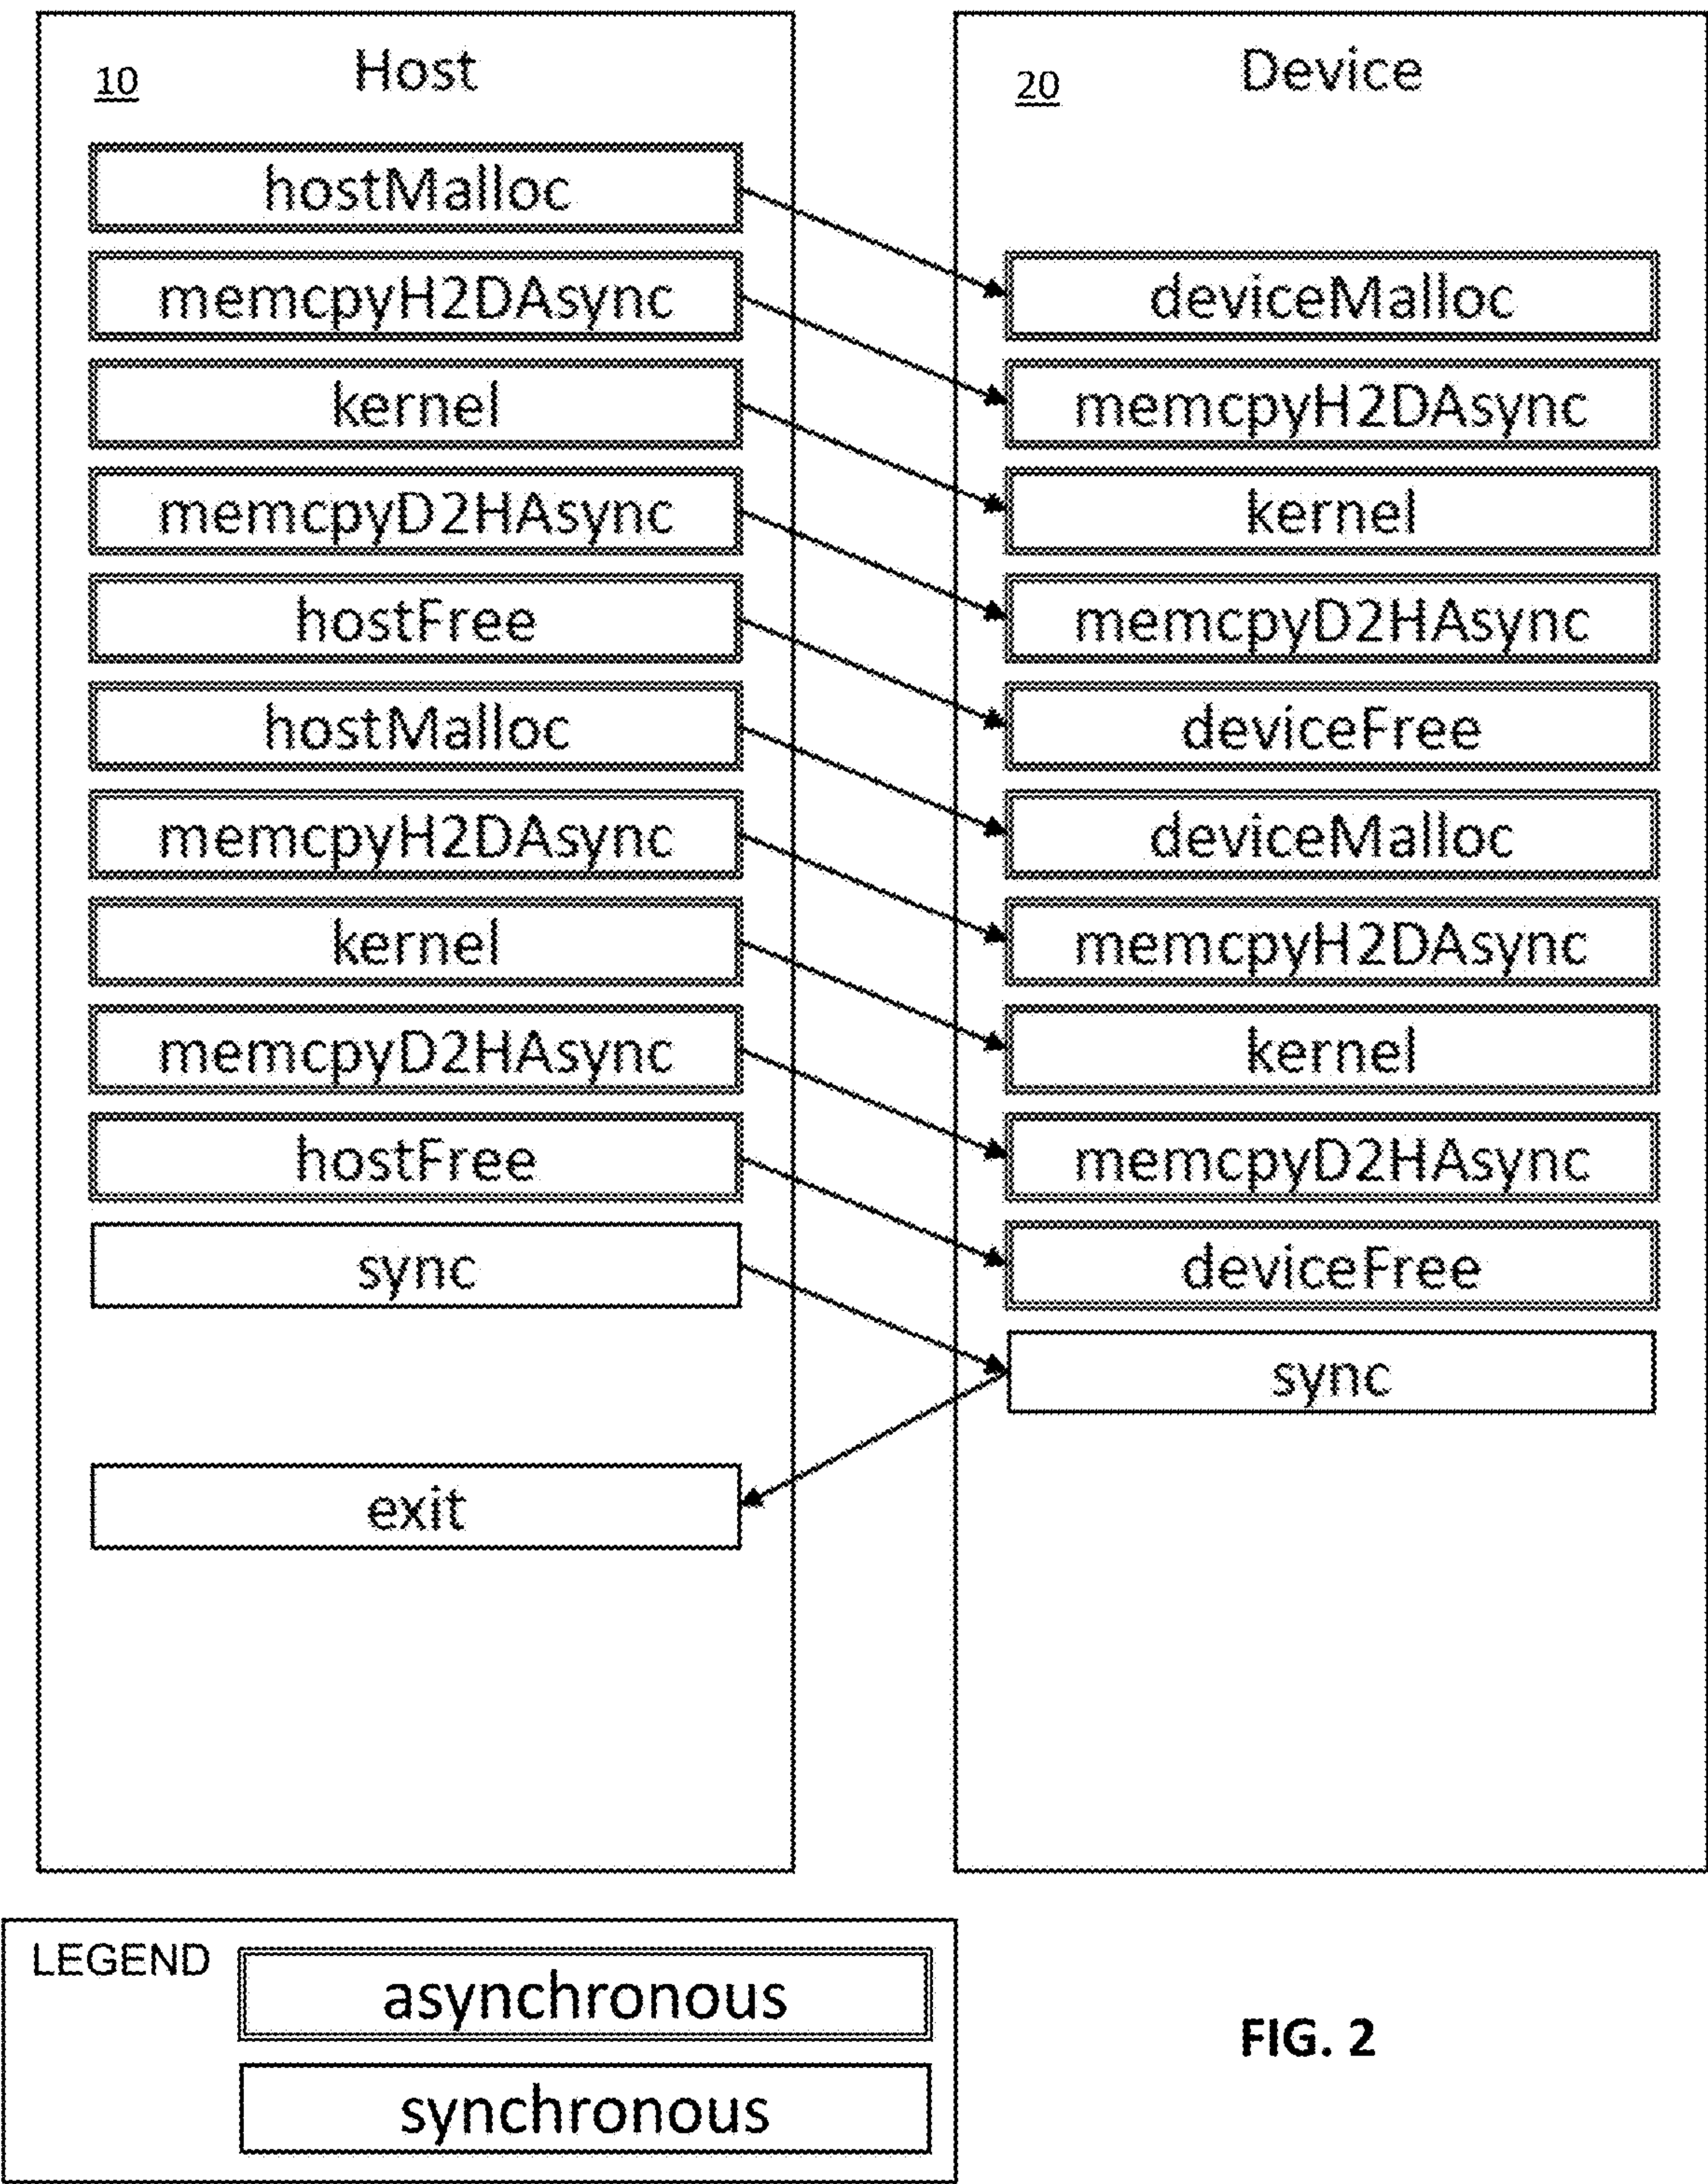 10 Host
hostMalloc
memcpyH2DAsync
kernel
memcpyD2HAsync
hostFree
hostMalloc
memcpyH2DAsync
kernel
memcpyD2HAsync
hostFree
sync
exit
20 Device
deviceMalloc
memcpyH2DAsync
kernel
memcpyD2HAsync
deviceFree
deviceMalloc
memcpyH2DAsync
kernel
memcpyD2HAsync
deviceFree
sync
LEGEND
asynchronous
synchronous
FIG. 2